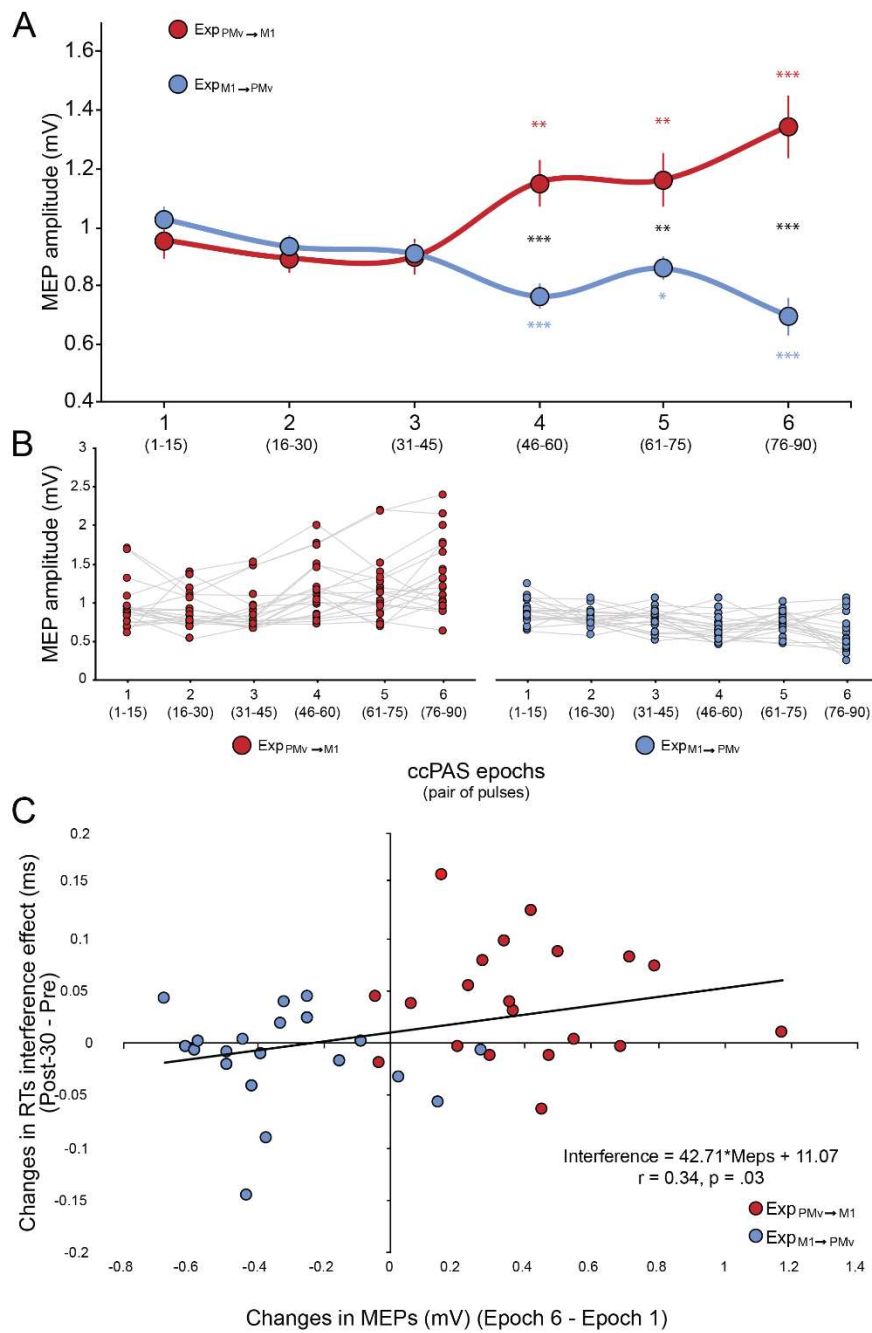 A
Exp PMv→M1
Exp M1→PMv
MEP amplitude (mV)
1.6
1.4
1.2
1
0.8
0.6
0.4
***
**
**
***
**
***
***
*
***
1 2 3 4 5 6
(1-15) (16-30) (31-45) (46-60) (61-75) (76-90)
B
MEP amplitude (mV)
3
2.5
2
1.5
1
0.5
0
1 2 3 4 5 6 1 2 3 4 5 6
(1-15) (16-30) (31-45) (46-60) (61-75) (76-90) (1-15) (16-30) (31-45) (46-60) (61-75) (76-90)
Exp PMv→M1 Exp M1→PMv
ccPAS epochs
(pair of pulses)
C
Changes in RTs interference effect (ms)
(Post-30 - Pre)
0.2
0.15
0.1
0.05
0
-0.05
-0.1
-0.15
-0.2
Interference = 42.71*Meps + 11.07
r = 0.34, p = .03
Exp PMv→M1
Exp M1→PMv
-0.8 -0.6 -0.4 -0.2 0 0.2 0.4 0.6 0.8 1 1.2 1.4
Changes in MEPs (mV) (Epoch 6 - Epoch 1)